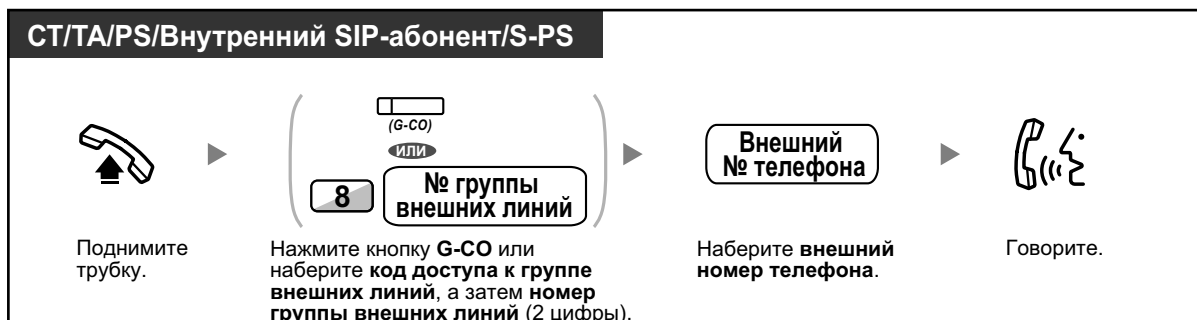 CT/TA/PS/Внутренний SIP-абонент/S-PS
(G-CO)
ИЛИ
8
№ группы
внешних линий
Внешний
№ телефона
Поднимите
трубку.
Нажмите кнопку G-CO или
наберите код доступа к группе
внешних линий, а затем номер
группы внешних линий (2 цифры).
Наберите внешний
номер телефона.
Говорите.